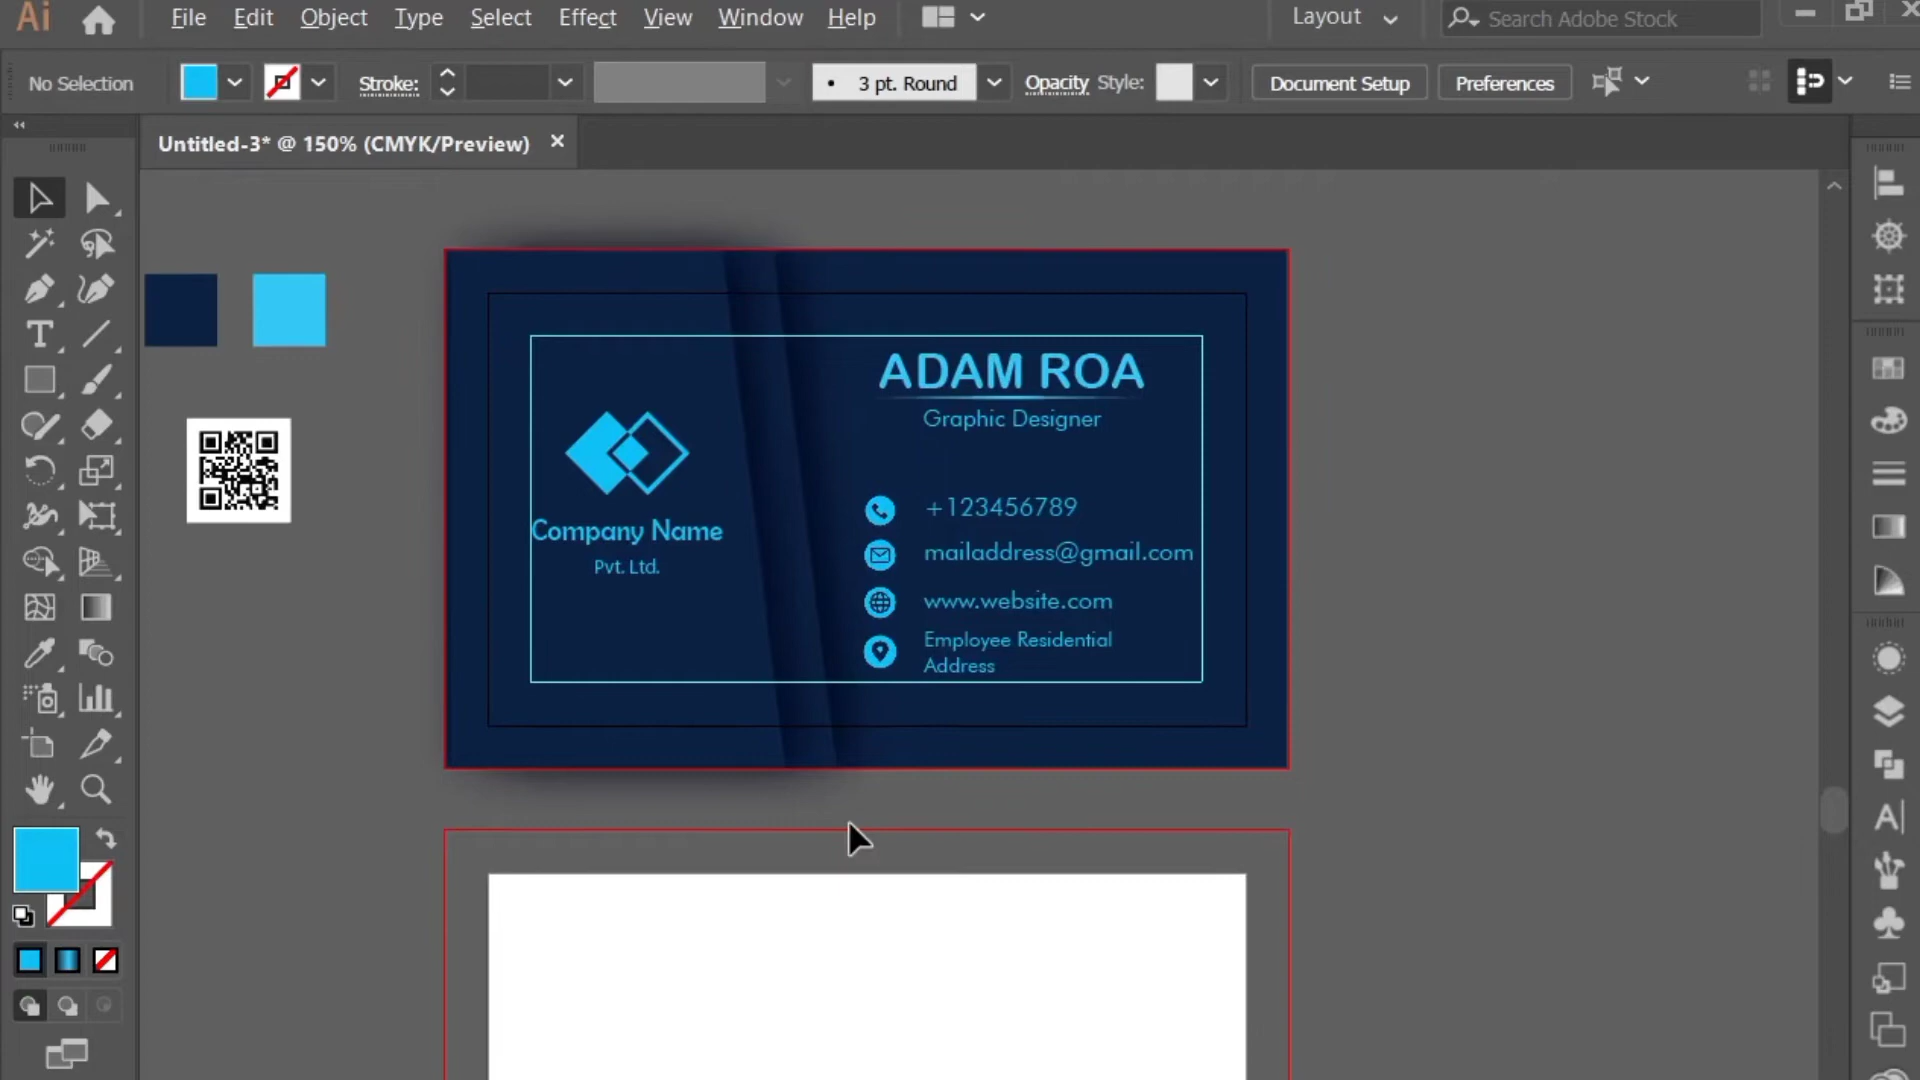 Ai File Edit Object Type Select Effect View Window Help Layout Search Adobe Stock
No Selection Stroke: 3 pt. Round Opacity Style: Document Setup Preferences
Untitled-3* @ 150% (CMYK/Preview)
ADAM ROA
Graphic Designer
+123456789
Company Name
mailaddress@gmail.com
Pvt. Ltd.
www.website.com
Employee Residential
Address